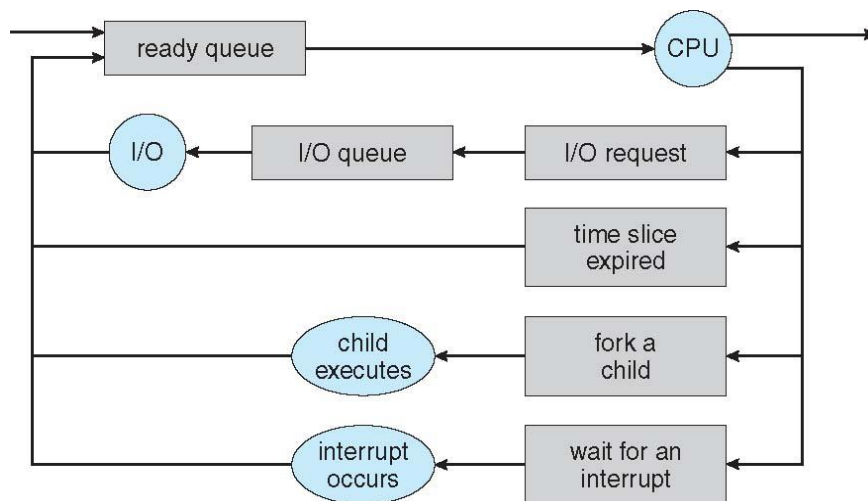 ready queue
CPU
I/O
I/O queue
I/O request
time slice
expired
child
executes
fork a
child
interrupt
occurs
wait for an
interrupt